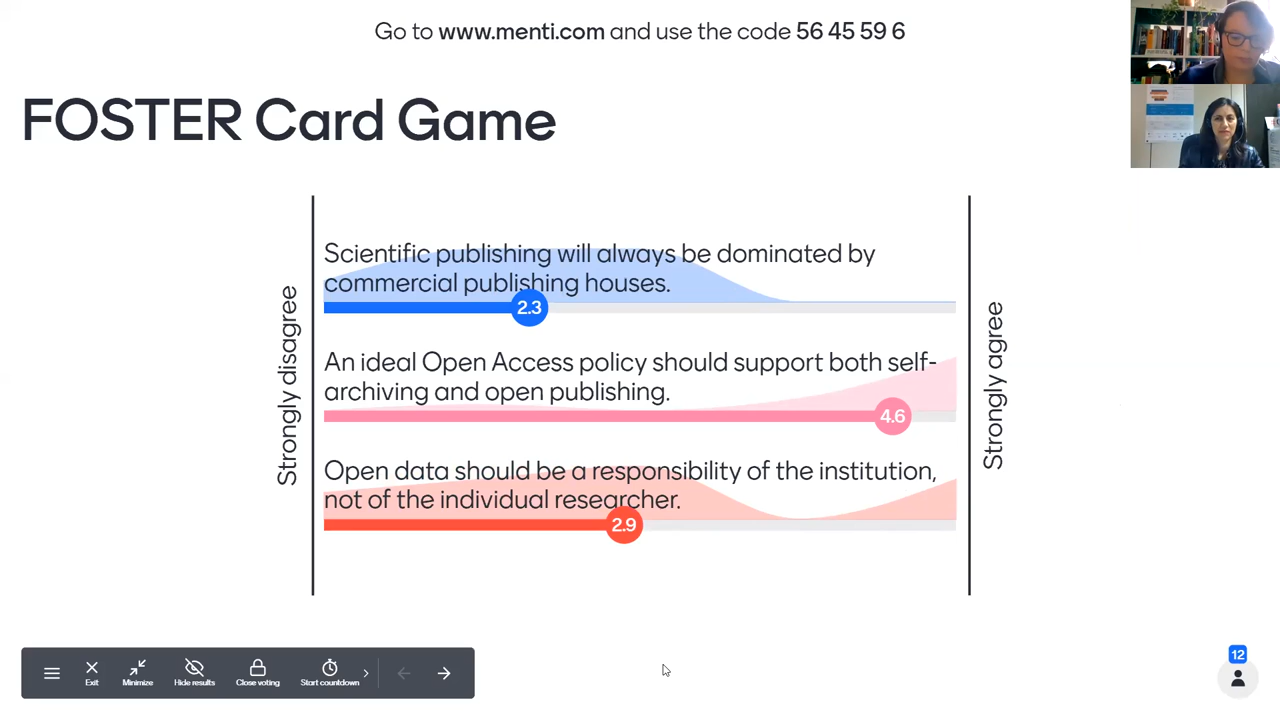 Go to www.menti.com and use the code 56 45 59 6
FOSTER Card Game
Strongly disagree
Scientific publishing will always be dominated by
commercial publishing houses.
2.3
An ideal Open Access policy should support both self-
archiving and open publishing.
4.6
Open data should be a responsibility of the institution,
not of the individual researcher.
2.9
Strongly agree
Exit
Minimize
Hide results
Close voting
Start countdown
12